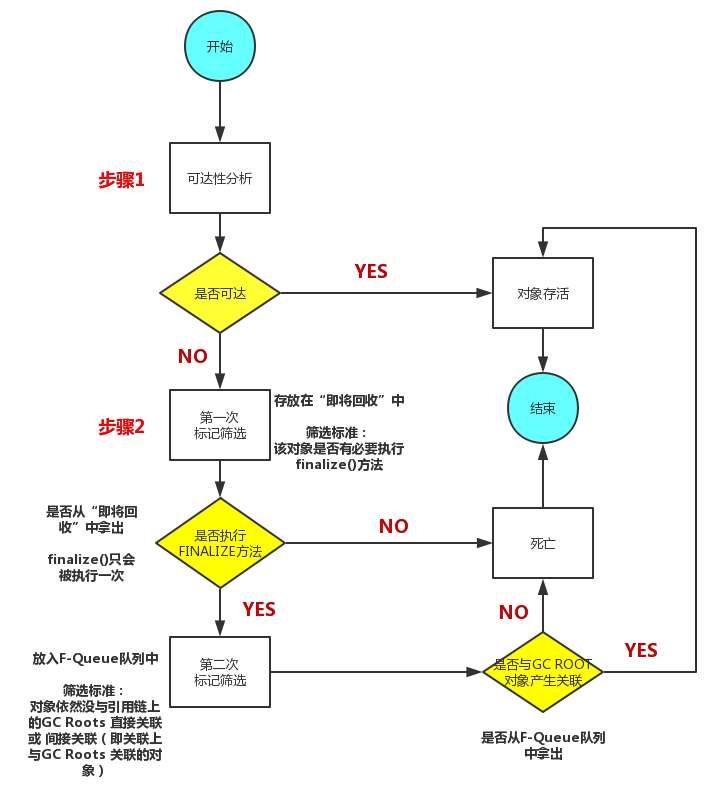 开始
步骤1
可达性分析
是否可达
YES
对象存活
NO
结束
步骤2
第一次
标记筛选
存放在“即将回收”中
筛选标准：
该对象是否有必要执行
finalize()方法
是否从“即将回
收”中拿出
finalize()只会
被执行一次
是否执行
FINALIZE方法
NO
死亡
YES
NO
放入F-Queue队列中
筛选标准：
对象依然没与引用链上
的GC Roots 直接关联
或 间接关联（即关联上
与GC Roots 关联的对
象）
第二次
标记筛选
是否与GC ROOT
对象产生关联
YES
是否从F-Queue队列
中拿出